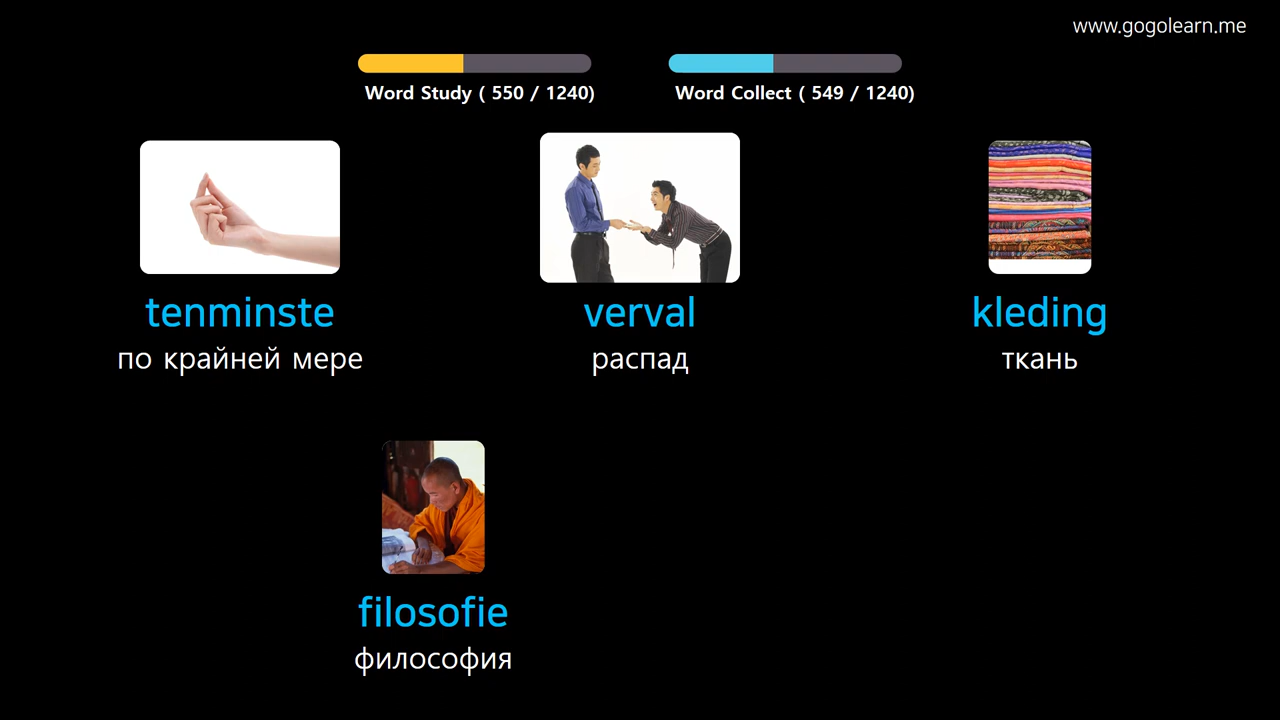 www.gogolearn.me
Word Study ( 550 / 1240)
Word Collect ( 549 / 1240)
tenminste
по крайней мере
verval
распад
kleding
ткань
filosofie
философия